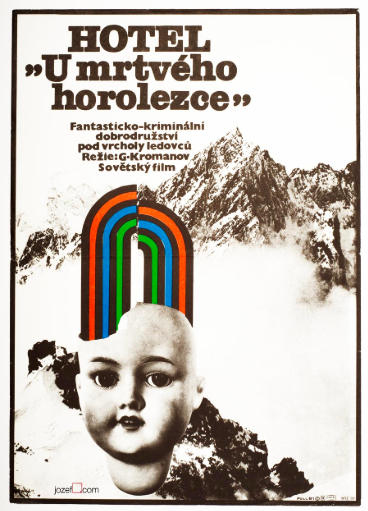 HOTEL
„U mrtvého
horolezce”
Fantasticko-kriminální
dobrodružství
pod vrcholy ledovců
Režie: G. Kromanov
Sovětský film
jozef.com